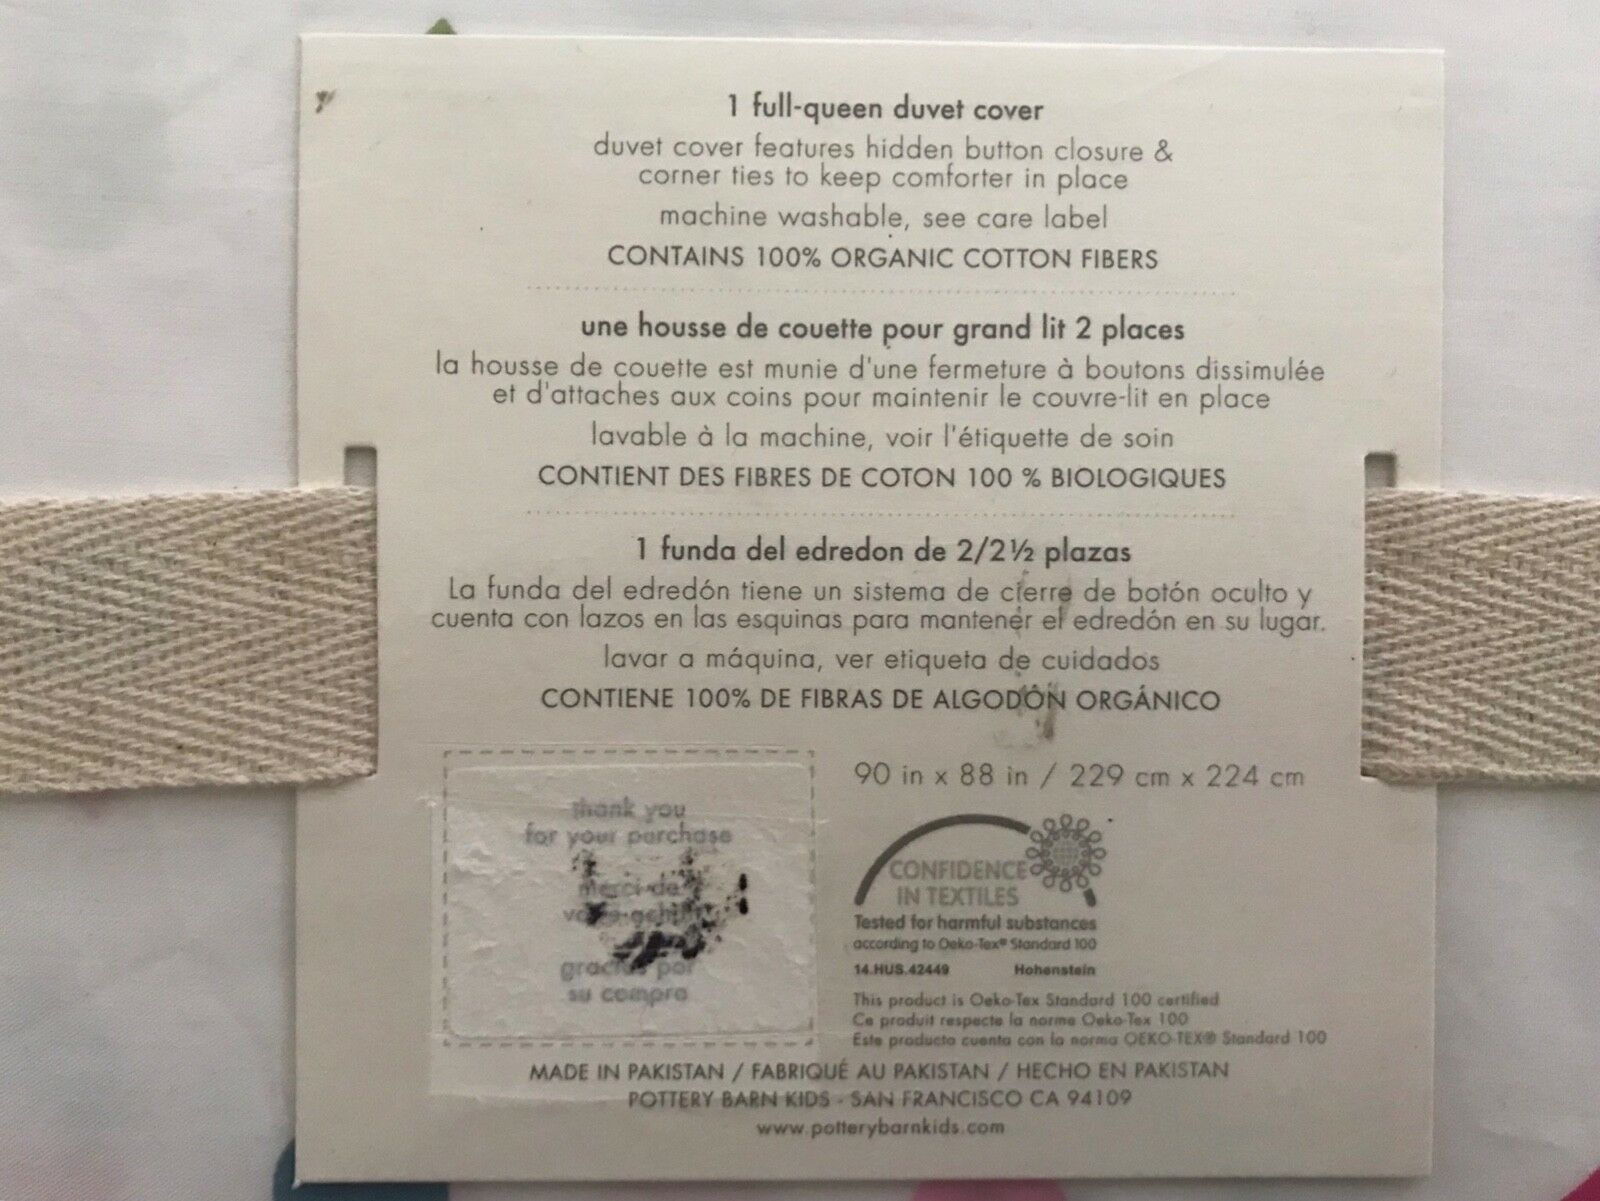 1 full-queen duvet cover
duvet cover features hidden button closure &
corner ties to keep comforter in place
machine washable, see care label
CONTAINS 100% ORGANIC COTTON FIBERS
une housse de couette pour grand lit 2 places
la housse de couette est munie d'une fermeture à boutons dissimulée
et d'attaches aux coins pour maintenir le couvre-lit en place
lavable à la machine, voir l'étiquette de soin
CONTIENT DES FIBRES DE COTON 100 % BIOLOGIQUES
1 funda del edredon de 2/2½ plazas
La funda del edredón tiene un sistema de cierre de botón oculto y
cuenta con lazos en las esquinas para mantener el edredón en su lugar.
lavar a máquina, ver etiqueta de cuidados
CONTIENE 100% DE FIBRAS DE ALGODÓN ORGÁNICO
thank you
for your purchase
merci de
gracias por
su compra
90 in x 88 in / 229 cm x 224 cm
CONFIDENCE
IN TEXTILES
Tested for harmful substances
according to Oeko-Tex® Standard 100
14.HUS.42449 Hohenstein
This product is Oeko-Tex Standard 100 certified
Ce produit respecte la norme Oeko-Tex 100
Este producto cuenta con la norma OEKO-TEX® Standard 100
MADE IN PAKISTAN / FABRIQUÉ AU PAKISTAN / HECHO EN PAKISTAN
POTTERY BARN KIDS - SAN FRANCISCO CA 94109
www.potterybarnkids.com